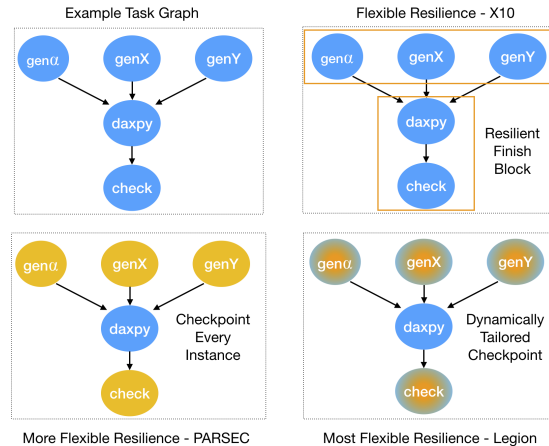 Example Task Graph
genα
genX
genY
daxpy
check
Flexible Resilience - X10
genα
genX
genY
daxpy
Resilient
Finish
Block
check
genα
genX
genY
daxpy
Checkpoint
Every
Instance
check
More Flexible Resilience - PARSEC
genα
genX
genY
daxpy
Dynamically
Tailored
Checkpoint
check
Most Flexible Resilience - Legion